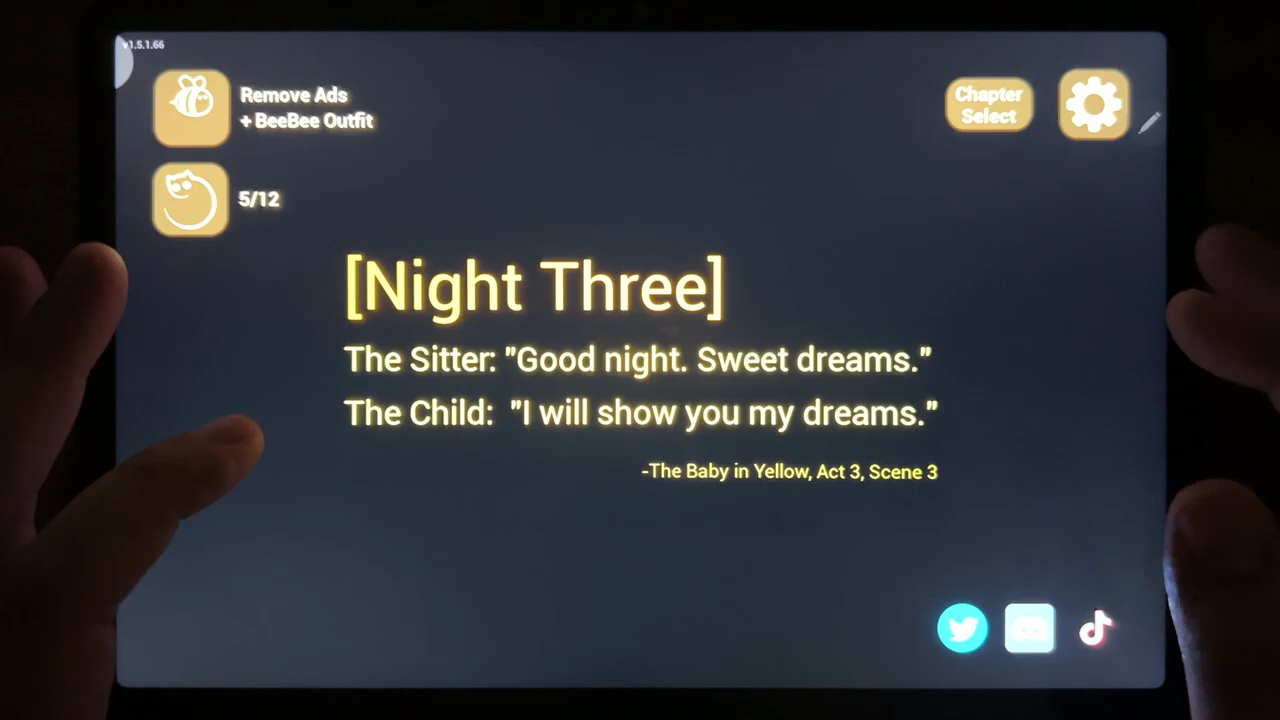 v1.5.1.66
Remove Ads
+ BeeBee Outfit
Chapter
Select
5/12
[Night Three]
The Sitter: "Good night. Sweet dreams."
The Child: "I will show you my dreams."
-The Baby in Yellow, Act 3, Scene 3